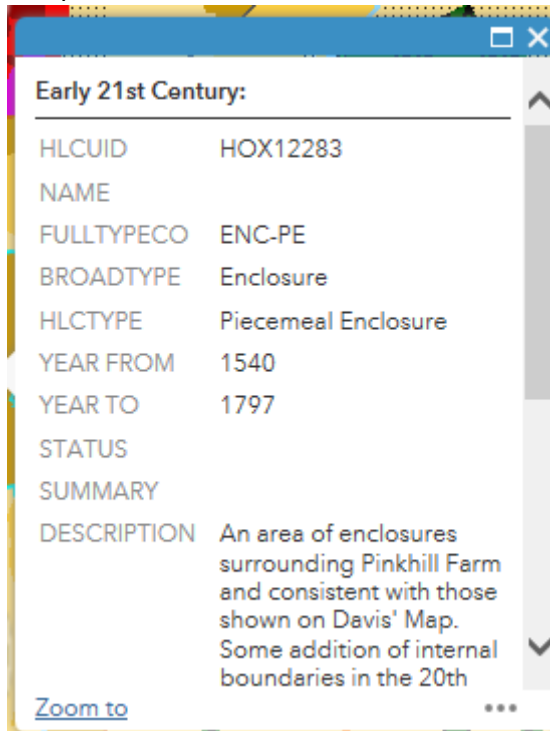 Early 21st Century:
HLCUID HOX12283
NAME
FULLTYPECO ENC-PE
BROADTYPE Enclosure
HLCTYPE Piecemeal Enclosure
YEAR FROM 1540
YEAR TO 1797
STATUS
SUMMARY
DESCRIPTION An area of enclosures
surrounding Pinkhill Farm
and consistent with those
shown on Davis' Map.
Some addition of internal
boundaries in the 20th
Zoom to